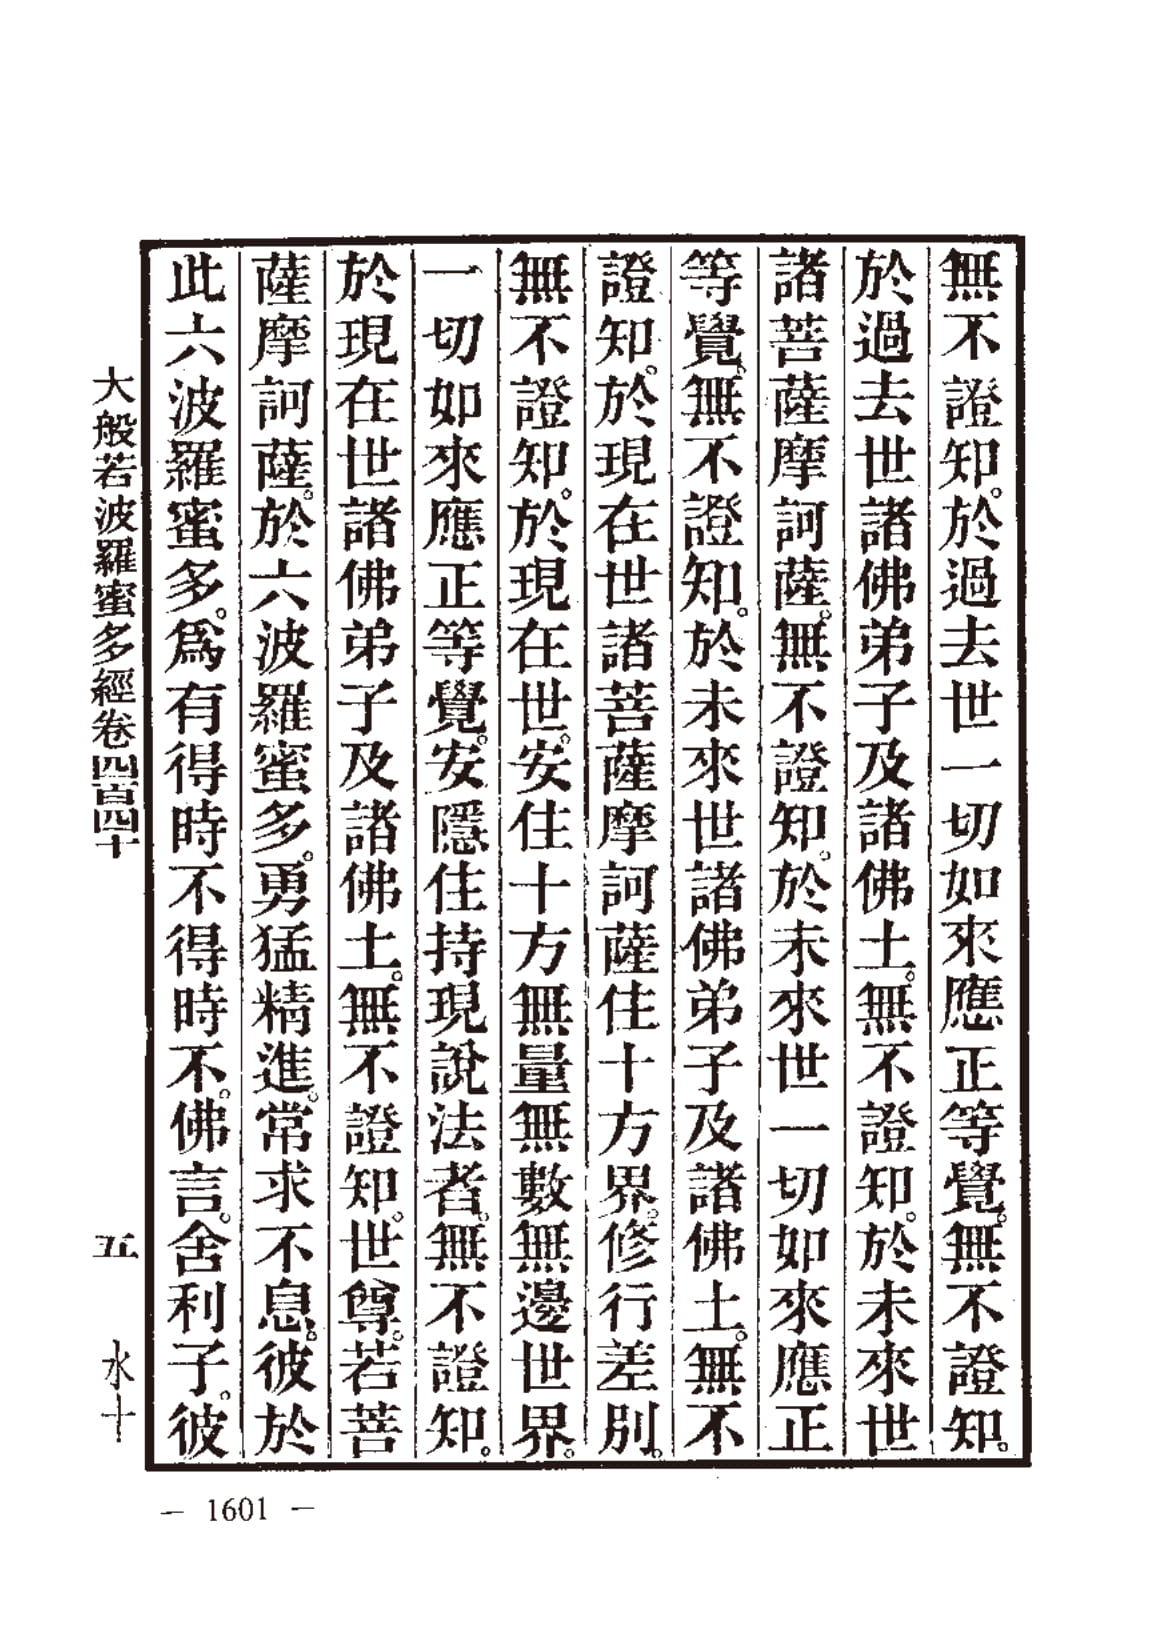 無不證知。於過去世一切如來應正等覺。無不證知。
於過去世諸佛弟子及諸佛土。無不證知。於未來世
諸菩薩摩訶薩。無不證知。於未來世一切如來應正
等覺。無不證知。於未來世諸佛弟子及諸佛土。無不
證知。於現在世諸菩薩摩訶薩住十方界。修行差別。
無不證知。於現在世。安住十方無量無數無邊世界。
一切如來應正等覺。安隱住持現說法者。無不證知。
於現在世諸佛弟子及諸佛土。無不證知。世尊。若菩
薩摩訶薩。於六波羅蜜多。勇猛精進。常求不息。彼於
此六波羅蜜多。爲有得時不得時不。佛言。舍利子。彼
大般若波羅蜜多經卷四百四十
五
水十
— 1601 —